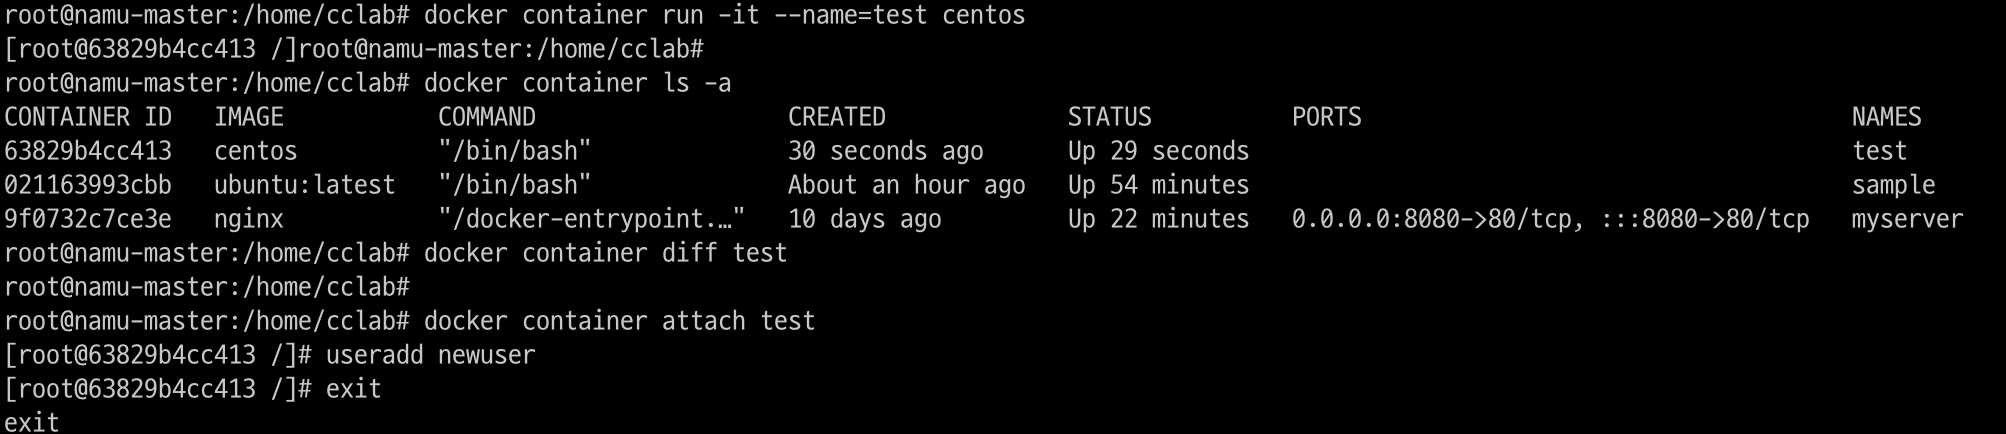 root@namu-master:/home/cclab# docker container run -it --name=test centos
[root@63829b4cc413 /]root@namu-master:/home/cclab#
root@namu-master:/home/cclab# docker container ls -a
CONTAINER ID   IMAGE           COMMAND                  CREATED             STATUS          PORTS                                   NAMES
63829b4cc413   centos          "/bin/bash"              30 seconds ago      Up 29 seconds                                           test
021163993cbb   ubuntu:latest   "/bin/bash"              About an hour ago   Up 54 minutes                                           sample
9f0732c7ce3e   nginx           "/docker-entrypoint.…"   10 days ago         Up 22 minutes   0.0.0.0:8080->80/tcp, :::8080->80/tcp   myserver
root@namu-master:/home/cclab# docker container diff test
root@namu-master:/home/cclab#
root@namu-master:/home/cclab# docker container attach test
[root@63829b4cc413 /]# useradd newuser
[root@63829b4cc413 /]# exit
exit